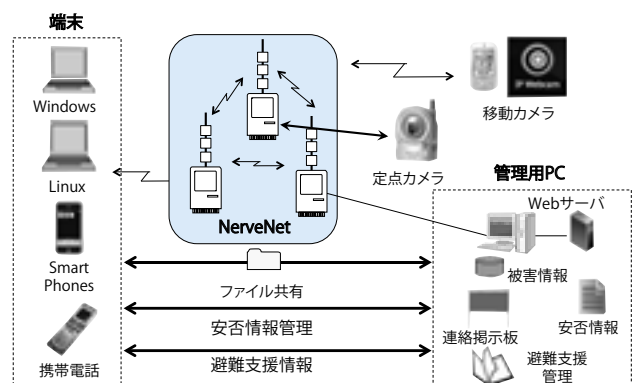 端末
Windows
Linux
Smart
Phones
携帯電話
NerveNet
IP Webcam
移動カメラ
定点カメラ
管理用PC
Webサーバ
被害情報
連絡掲示板
安否情報
避難支援
管理
ファイル共有
安否情報管理
避難支援情報